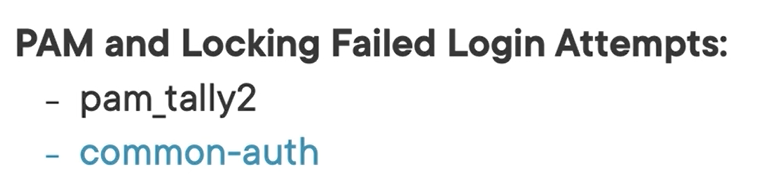 PAM and Locking Failed Login Attempts:
- pam_tally2
- common-auth